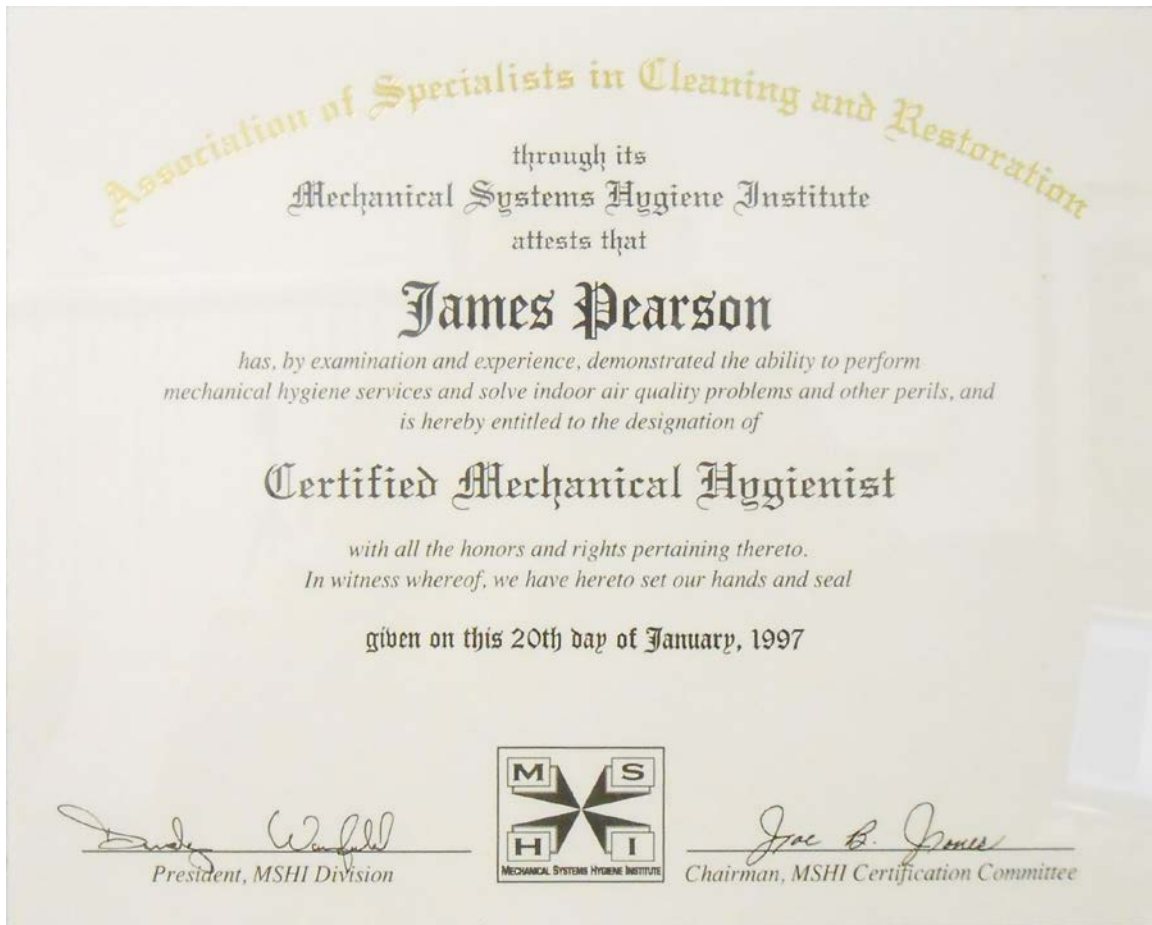 Association of Specialists in Cleaning and Restoration
through its
Mechanical Systems Hygiene Institute
attests that
James Pearson
has, by examination and experience, demonstrated the ability to perform
mechanical hygiene services and solve indoor air quality problems and other perils, and
is hereby entitled to the designation of
Certified Mechanical Hygienist
with all the honors and rights pertaining thereto.
In witness whereof, we have hereto set our hands and seal
given on this 20th day of January, 1997
M S
H I
MECHANICAL SYSTEMS HYGIENE INSTITUTE
President, MSHI Division
Joe B. Jones
Chairman, MSHI Certification Committee